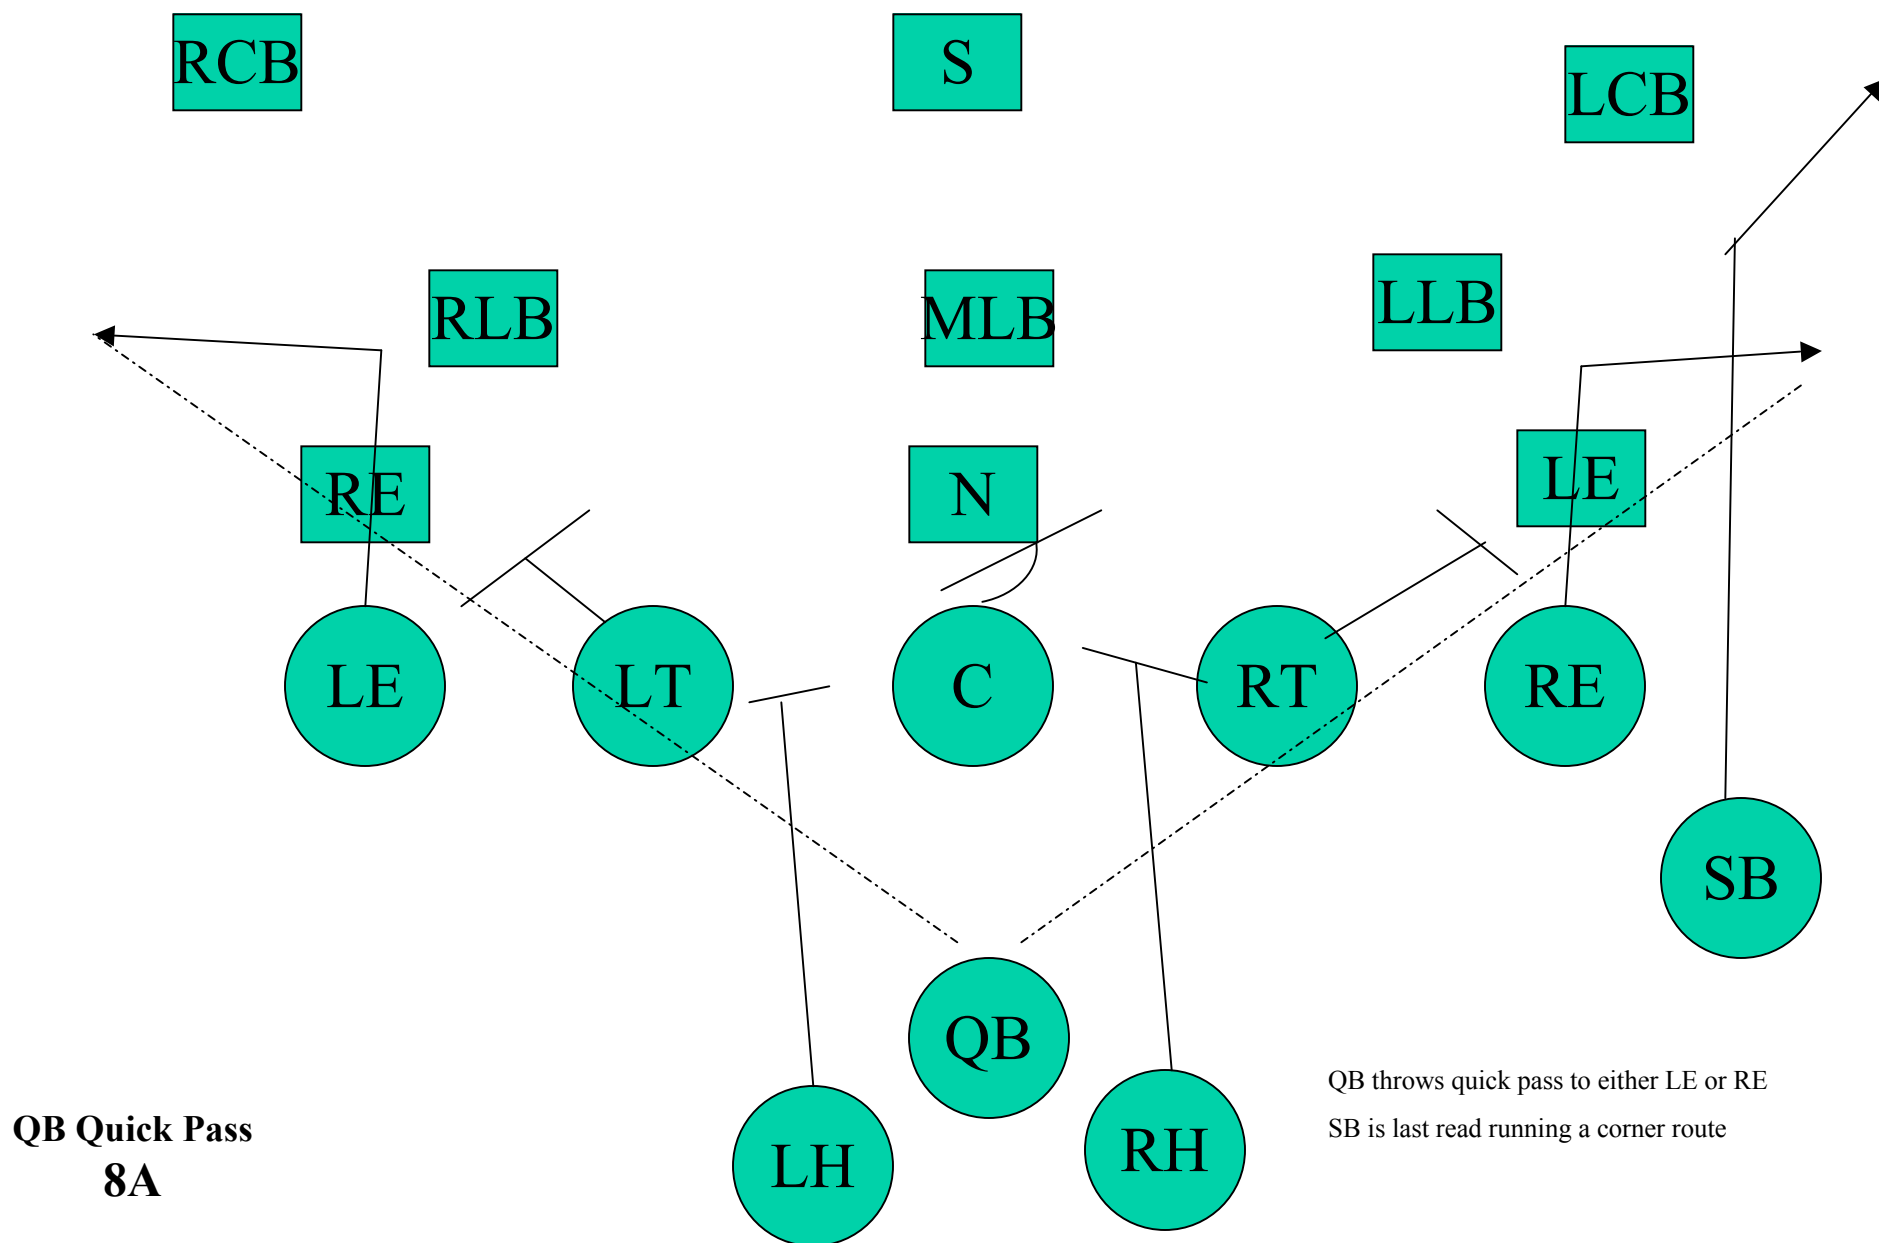 RCB
S
LCB
RLB
MLB
LLB
RE
N
LE
LE
LT
C
RT
RE
SB
QB
LH
RH
QB throws quick pass to either LE or RE
SB is last read running a corner route
QB Quick Pass
8A